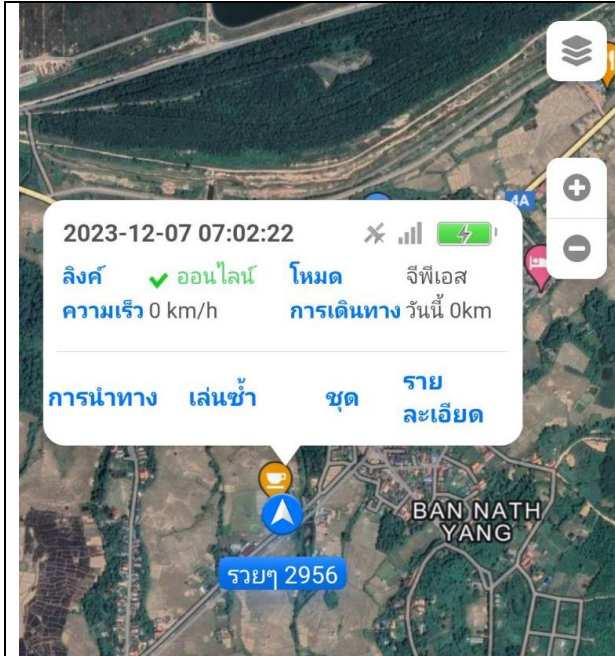 4A
2023-12-07 07:02:22
ลิงค์ ออนไลน์ โหมด จีพีเอส
ความเร็ว 0 km/h การเดินทาง วันนี้ 0km
การนำทาง เล่นซ้ำ ชุด ราย
ละเอียด
BAN NATH
YANG
รวยๆ 2956